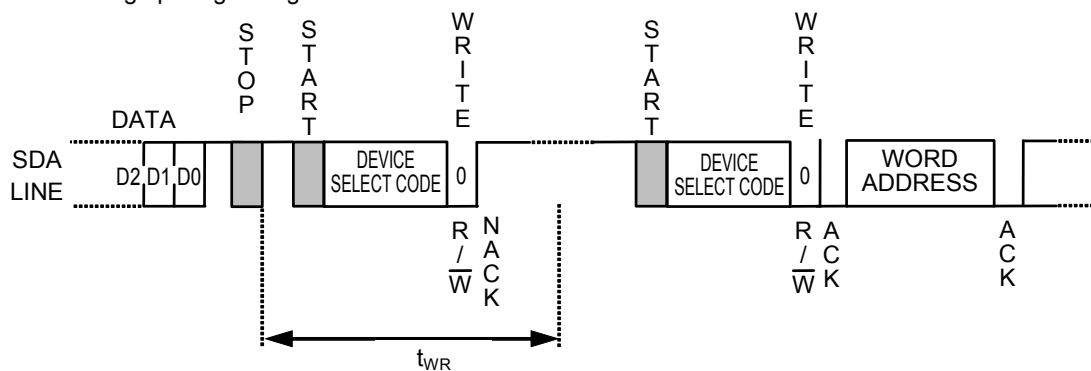 STOP
START
WRITE
START
WRITE
DATA
SDA LINE
D2 D1 D0
DEVICE SELECT CODE
0
DEVICE SELECT CODE
0
WORD ADDRESS
R/W
NACK
R/W
ACK
ACK
tWR